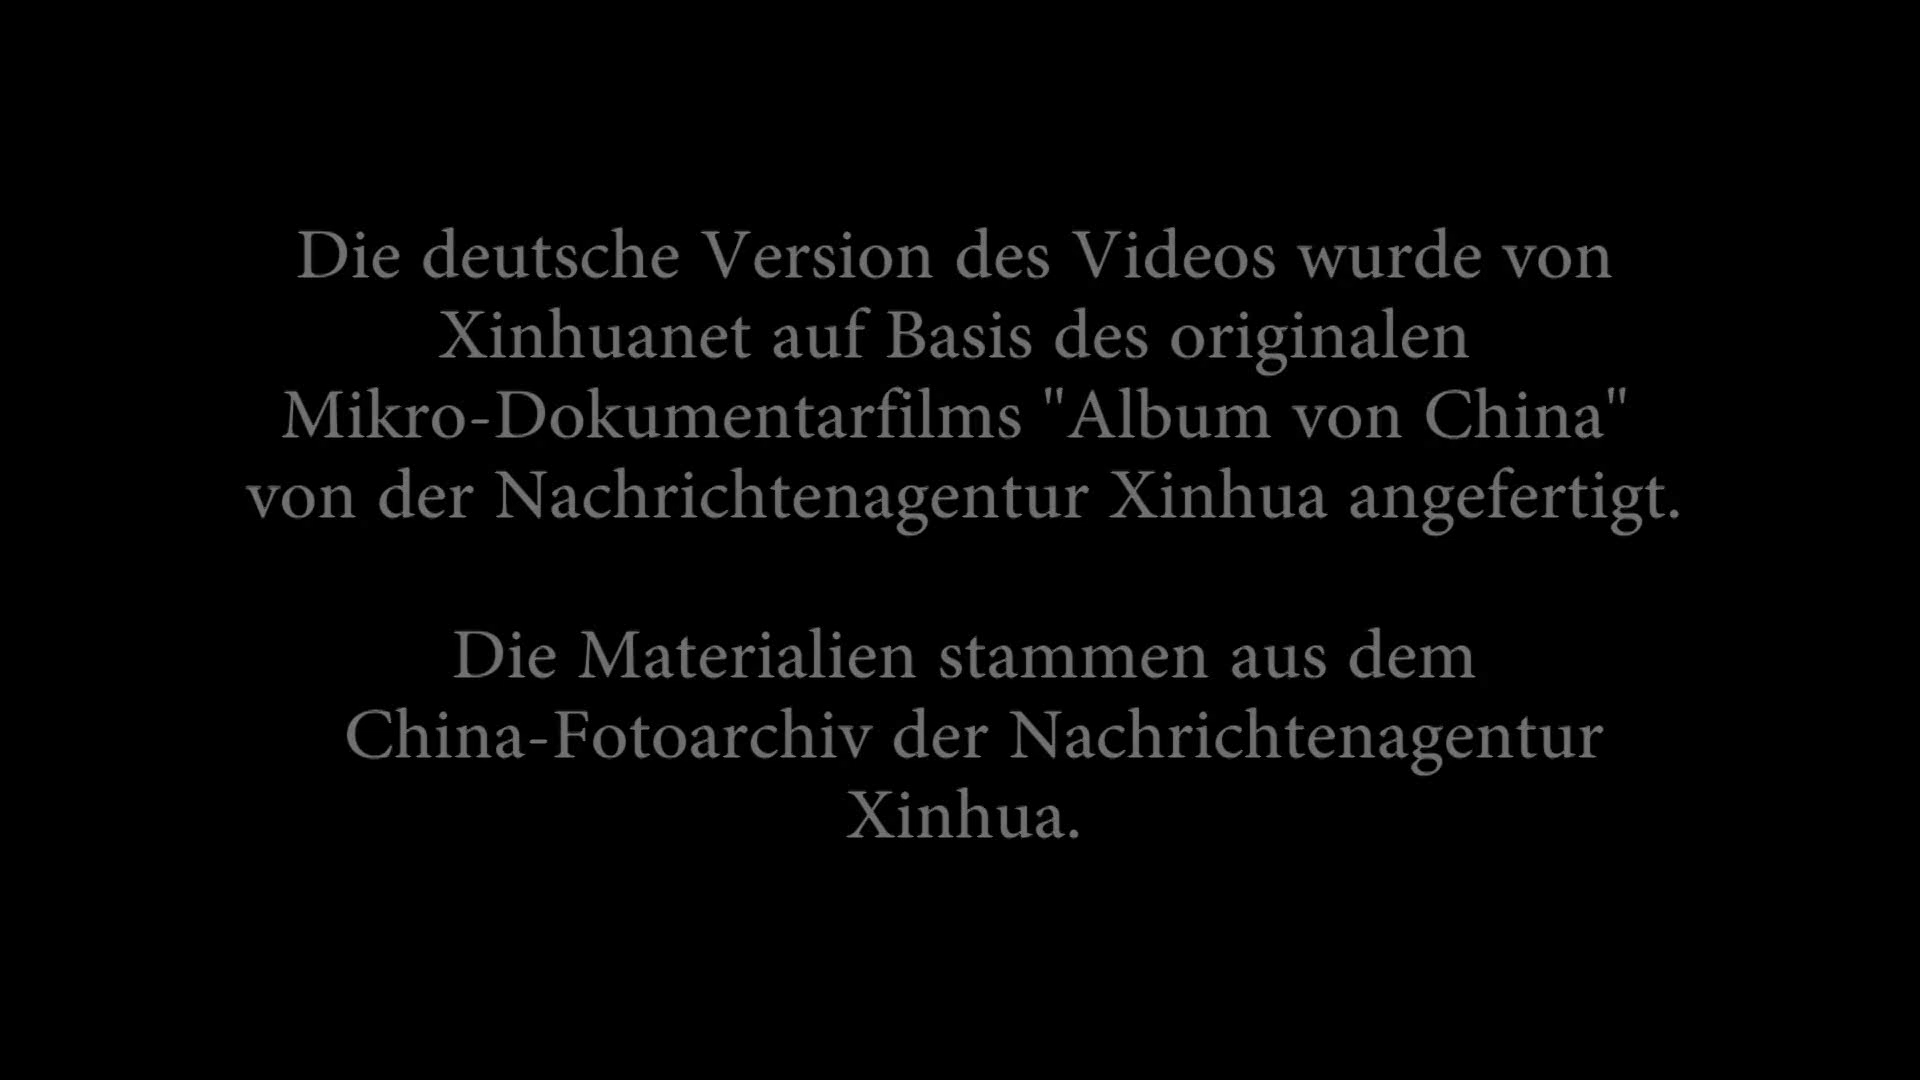 Die deutsche Version des Videos wurde von
Xinhuanet auf Basis des originalen
Mikro-Dokumentarfilms "Album von China"
von der Nachrichtenagentur Xinhua angefertigt.
Die Materialien stammen aus dem
China-Fotoarchiv der Nachrichtenagentur
Xinhua.